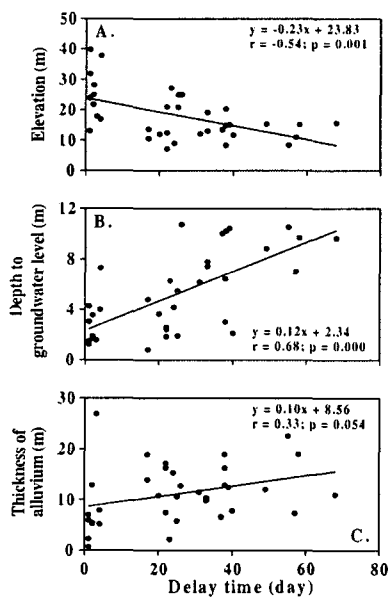 50
40
30
20
10
0
Elevation (m)
A.
y = -0.23x + 23.83
r = -0.54; p = 0.001
12
8
4
0
Depth to
groundwater level (m)
B.
y = 0.12x + 2.34
r = 0.68; p = 0.000
30
20
10
0
Thickness of
alluvium (m)
y = 0.10x + 8.56
r = 0.33; p = 0.054
C.
0 20 40 60 80
Delay time (day)